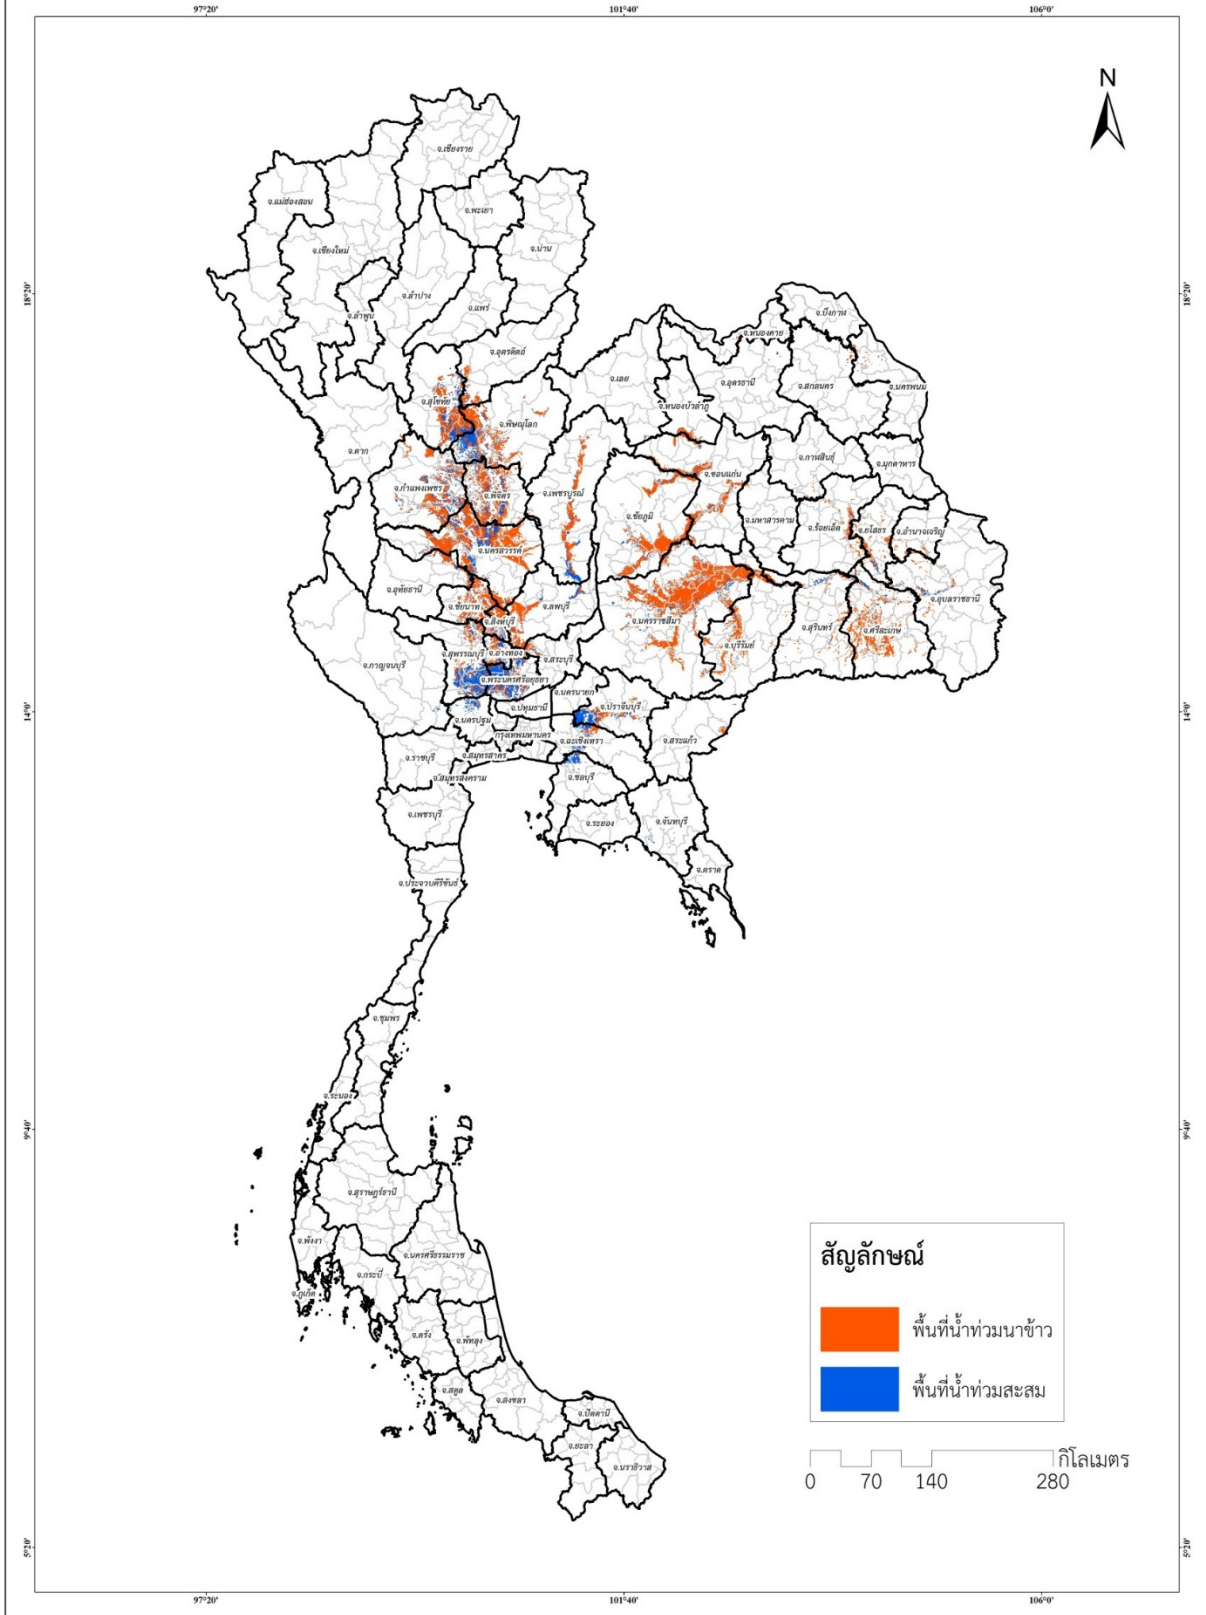 97°20'
101°40'
106°0'
N
จ.เชียงราย
จ.แม่ฮ่องสอน
จ.พะเยา
จ.เชียงใหม่
จ.น่าน
18°20'
18°20'
จ.ลำปาง
จ.แพร่
จ.ลำพูน
จ.บึงกาฬ
จ.หนองคาย
จ.อุตรดิตถ์
จ.เลย
จ.อุดรธานี
จ.สกลนคร
จ.นครพนม
จ.สุโขทัย
จ.หนองบัวลำภู
จ.พิษณุโลก
จ.ตาก
จ.กาฬสินธุ์
จ.มุกดาหาร
จ.ขอนแก่น
จ.กำแพงเพชร
จ.พิจิตร
จ.เพชรบูรณ์
จ.ชัยภูมิ
จ.มหาสารคาม
จ.ร้อยเอ็ด
จ.ยโสธร
จ.อำนาจเจริญ
จ.นครสวรรค์
จ.อุทัยธานี
จ.ชัยนาท
จ.ลพบุรี
จ.อุบลราชธานี
จ.สิงห์บุรี
จ.นครราชสีมา
จ.สุรินทร์
จ.ศรีสะเกษ
จ.บุรีรัมย์
จ.กาญจนบุรี
จ.สุพรรณบุรี
จ.อ่างทอง
จ.สระบุรี
จ.พระนครศรีอยุธยา
จ.นครนายก
จ.ปทุมธานี
จ.ปราจีนบุรี
14°0'
14°0'
จ.นครปฐม
กรุงเทพมหานคร
จ.ฉะเชิงเทรา
จ.สระแก้ว
จ.ราชบุรี
จ.สมุทรสาคร
จ.สมุทรสงคราม
จ.ชลบุรี
จ.เพชรบุรี
จ.ระยอง
จ.จันทบุรี
จ.ตราด
จ.ประจวบคีรีขันธ์
จ.ชุมพร
จ.ระนอง
9°40'
9°40'
จ.สุราษฎร์ธานี
จ.พังงา
จ.นครศรีธรรมราช
จ.กระบี่
จ.ภูเก็ต
จ.ตรัง
จ.พัทลุง
จ.สตูล
จ.สงขลา
จ.ปัตตานี
จ.ยะลา
จ.นราธิวาส
สัญลักษณ์
พื้นที่น้ำท่วมนาข้าว
พื้นที่น้ำท่วมสะสม
กิโลเมตร
0 70 140 280
5°20'
5°20'
97°20'
101°40'
106°0'